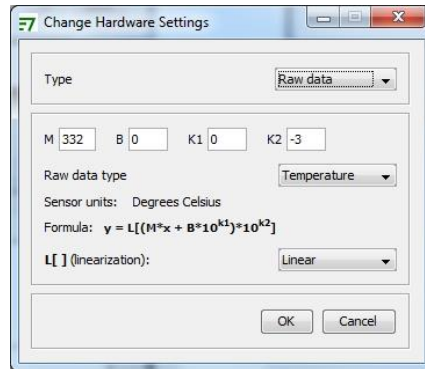 Change Hardware Settings
Type Raw data
M 332 B 0 K1 0 K2 -3
Raw data type Temperature
Sensor units: Degrees Celsius
Formula: y = L[(M*x + B*10^k1)*10^k2]
L[ ] (linearization): Linear
OK Cancel